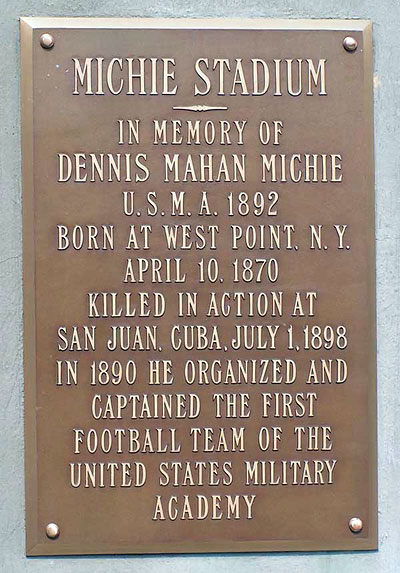 MICHIE STADIUM
IN MEMORY OF
DENNIS MAHAN MICHIE
U. S. M. A. 1892
BORN AT WEST POINT, N. Y.
APRIL 10, 1870
KILLED IN ACTION AT
SAN JUAN, CUBA, JULY 1, 1898
IN 1890 HE ORGANIZED AND
CAPTAINED THE FIRST
FOOTBALL TEAM OF THE
UNITED STATES MILITARY
ACADEMY